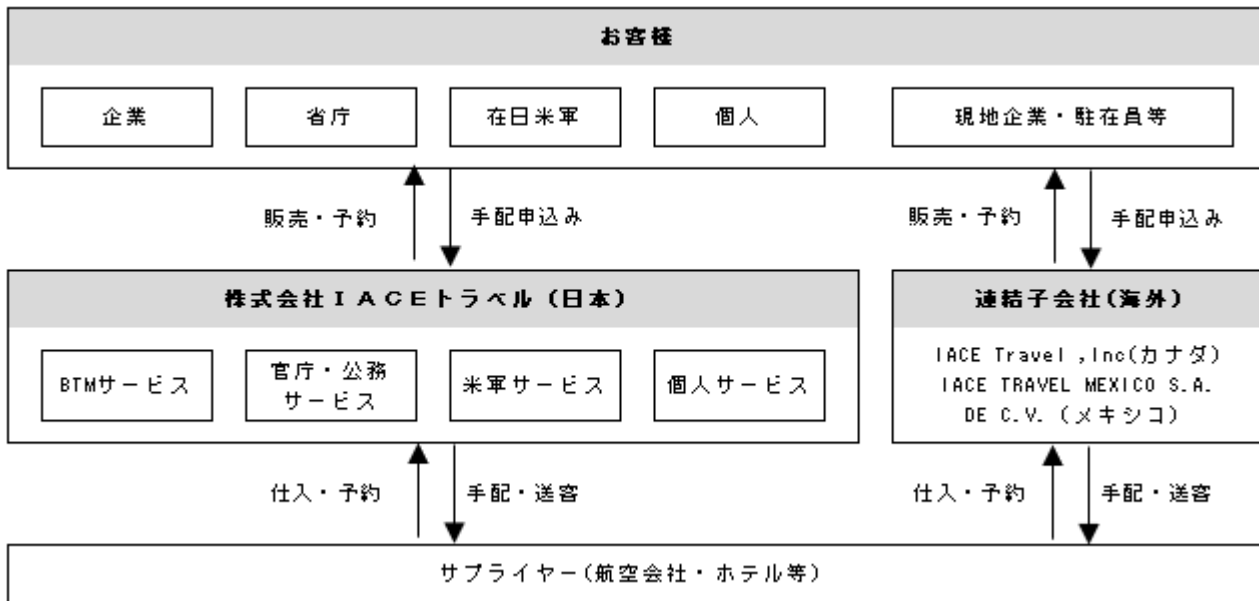 お客様
企業
省庁
在日米軍
個人
現地企業・駐在員等
販売・予約
手配申込み
販売・予約
手配申込み
株式会社ＩＡＣＥトラベル（日本）
連結子会社(海外)
BTMサービス
官庁・公務
サービス
米軍サービス
個人サービス
IACE Travel ,Inc(カナダ)
IACE TRAVEL MEXICO S.A.
DE C.V.（メキシコ）
仕入・予約
手配・送客
仕入・予約
手配・送客
サプライヤー(航空会社・ホテル等)